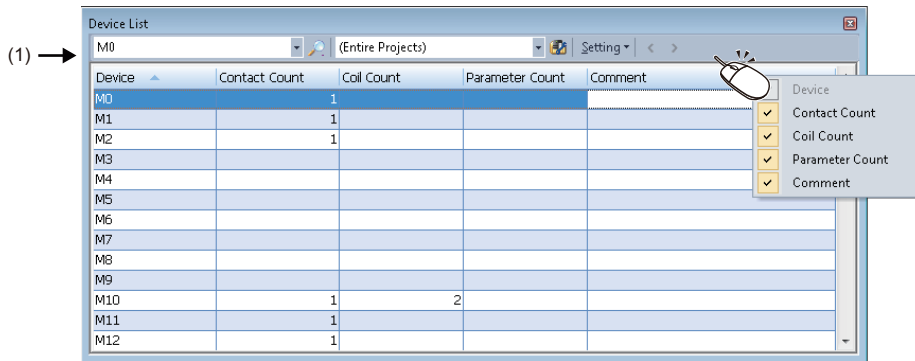 Device List
(1) M0 (Entire Projects) Setting
Device Contact Count Coil Count Parameter Count Comment
M0 1
M1 1
M2 1
M3
M4
M5
M6
M7
M8
M9
M10 1 2
M11 1
M12 1
Device
Contact Count
Coil Count
Parameter Count
Comment